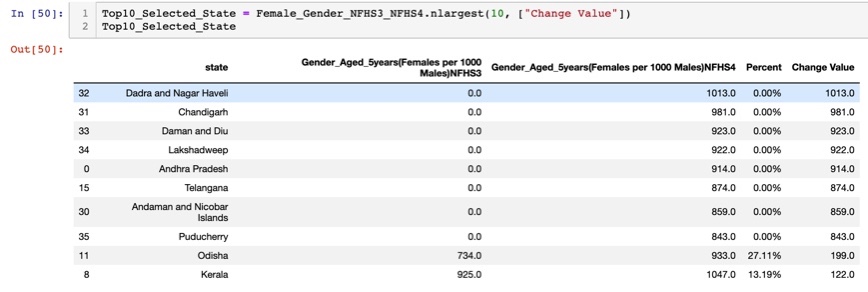 In [50]: 1 Top10_Selected_State = Female_Gender_NFHS3_NFHS4.nlargest(10, ["Change Value"])
2 Top10_Selected_State
Out[50]:
state Gender_Aged_5years(Females per 1000 Males)NFHS3 Gender_Aged_5years(Females per 1000 Males)NFHS4 Percent Change Value
32 Dadra and Nagar Haveli 0.0 1013.0 0.00% 1013.0
31 Chandigarh 0.0 981.0 0.00% 981.0
33 Daman and Diu 0.0 923.0 0.00% 923.0
34 Lakshadweep 0.0 922.0 0.00% 922.0
0 Andhra Pradesh 0.0 914.0 0.00% 914.0
15 Telangana 0.0 874.0 0.00% 874.0
30 Andaman and Nicobar Islands 0.0 859.0 0.00% 859.0
35 Puducherry 0.0 843.0 0.00% 843.0
11 Odisha 734.0 933.0 27.11% 199.0
8 Kerala 925.0 1047.0 13.19% 122.0